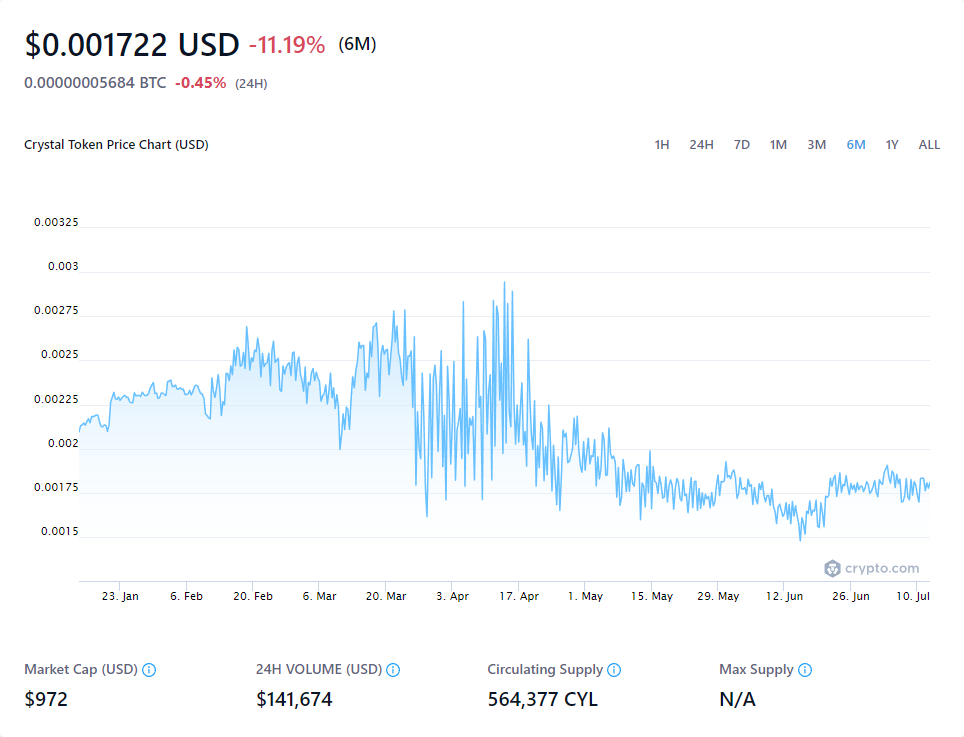 $0.001722 USD -11.19% (6M)
0.00000005684 BTC -0.45% (24H)
Crystal Token Price Chart (USD) 1H 24H 7D 1M 3M 6M 1Y ALL
0.00325
0.003
0.00275
0.0025
0.00225
0.002
0.00175
0.0015
crypto.com
23. Jan 6. Feb 20. Feb 6. Mar 20. Mar 3. Apr 17. Apr 1. May 15. May 29. May 12. Jun 26. Jun 10. Jul
Market Cap (USD) 24H VOLUME (USD) Circulating Supply Max Supply
$972 $141,674 564,377 CYL N/A